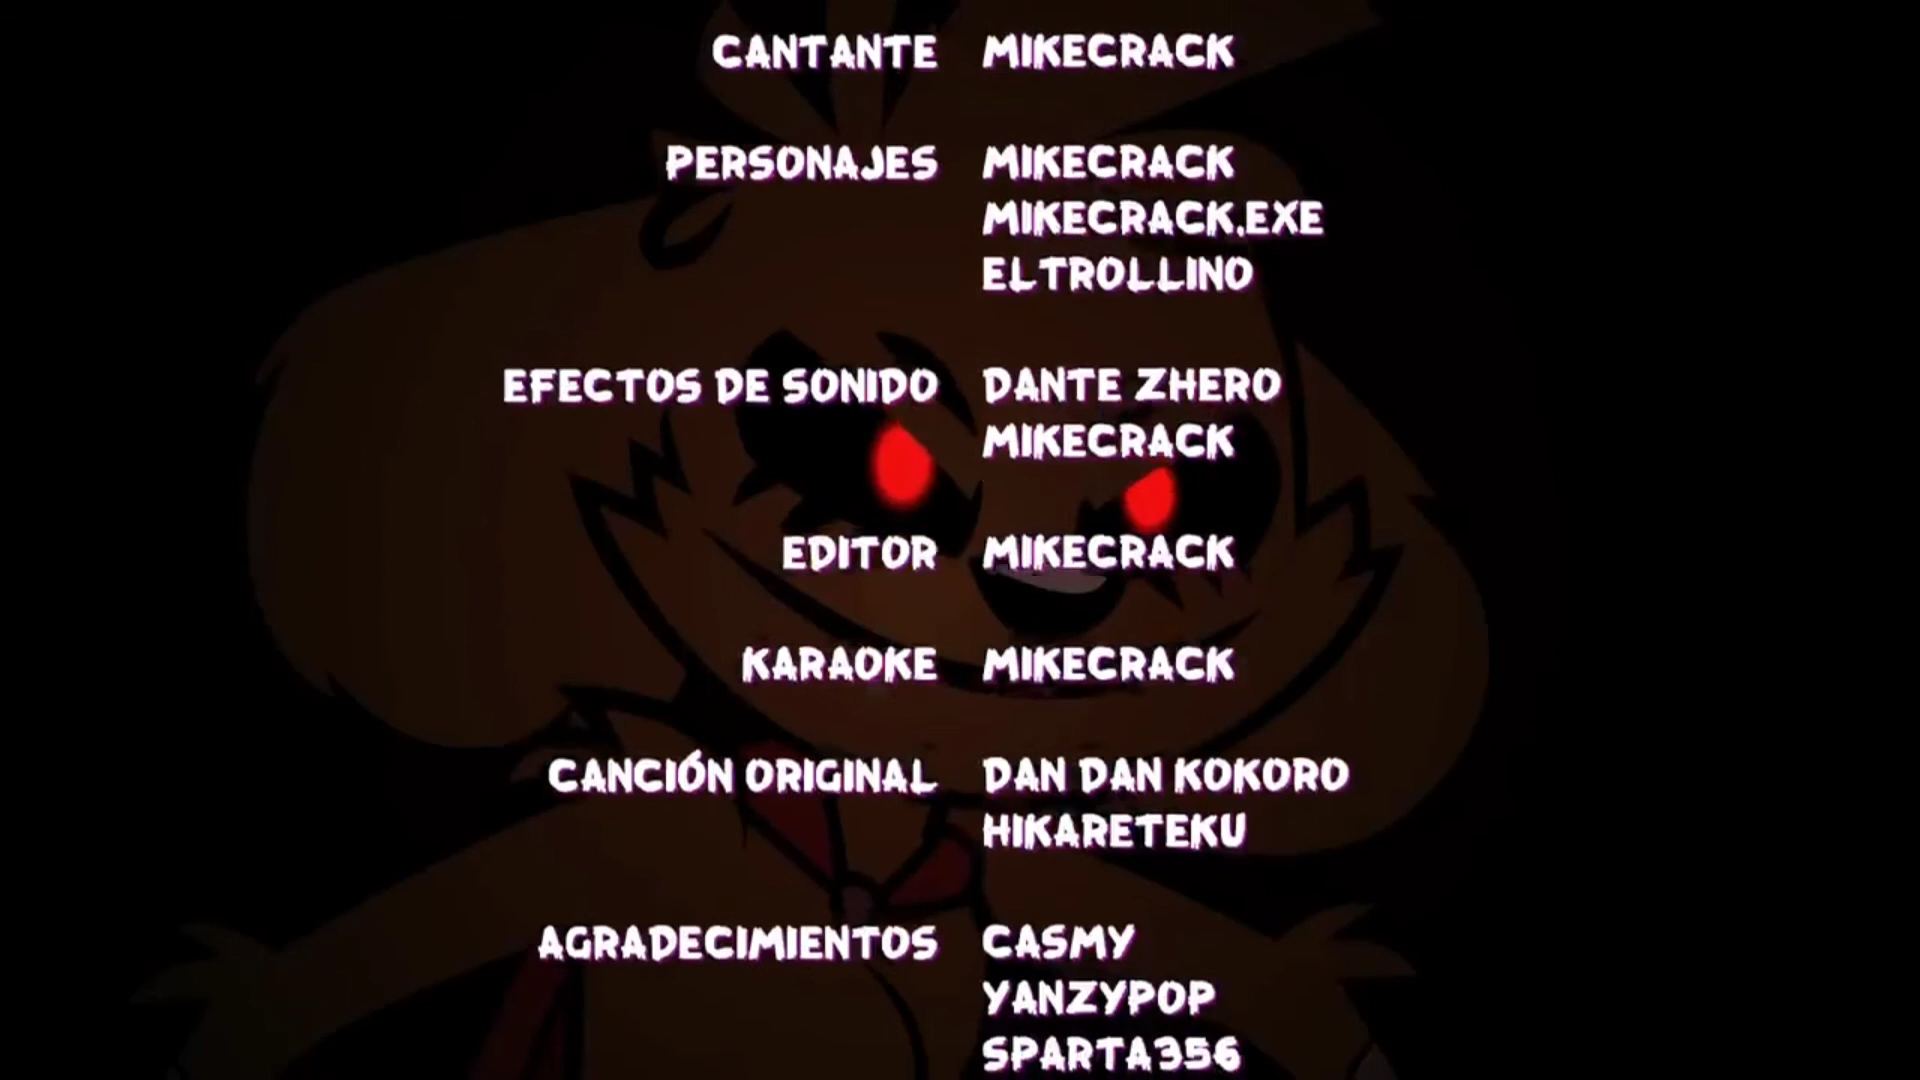 CANTANTE MIKECRACK
PERSONAJES MIKECRACK
MIKECRACK.EXE
ELTROLLINO
EFECTOS DE SONIDO DANTE ZHERO
MIKECRACK
EDITOR MIKECRACK
KARAOKE MIKECRACK
CANCIÓN ORIGINAL DAN DAN KOKORO
HIKARETEKU
AGRADECIMIENTOS CASMY
YANZYPOP
SPARTA356